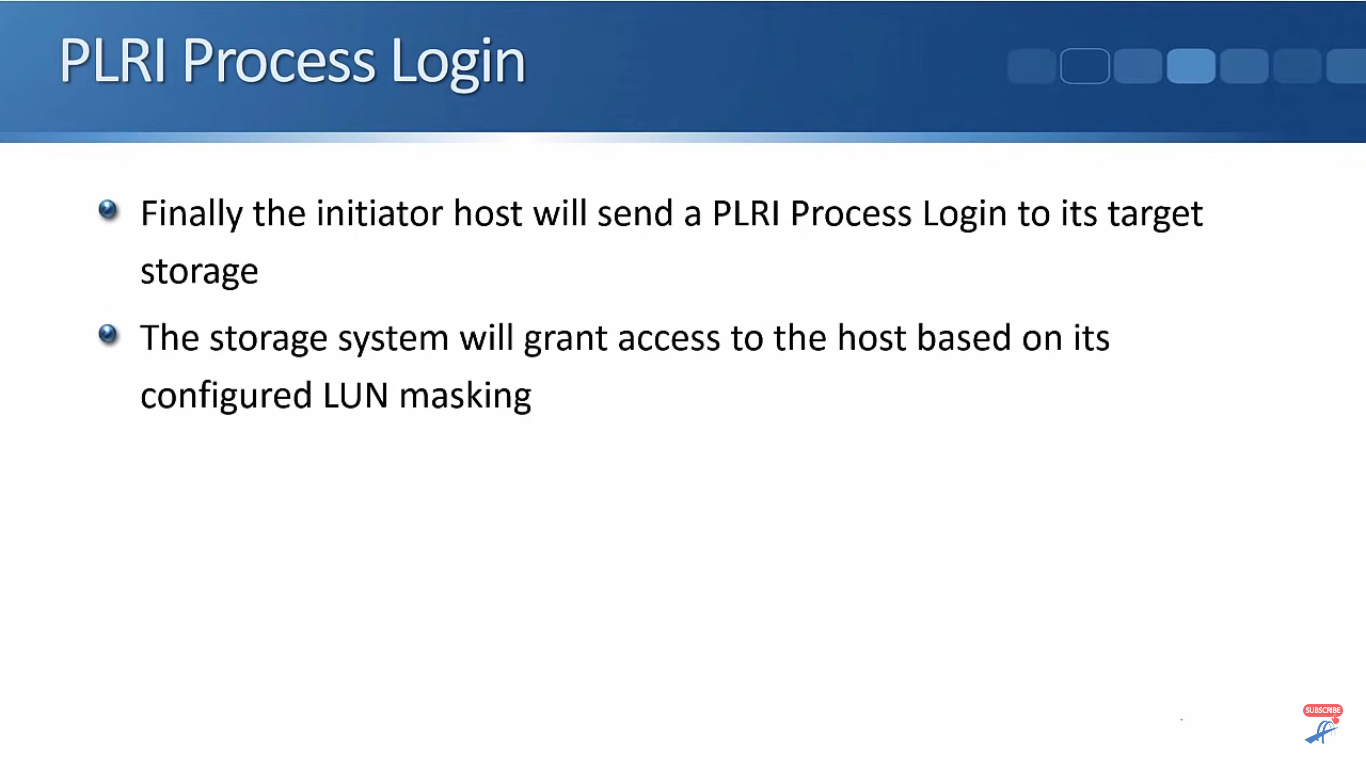 PLRI Process Login
Finally the initiator host will send a PLRI Process Login to its target
storage
The storage system will grant access to the host based on its
configured LUN masking
SUBSCRIBE